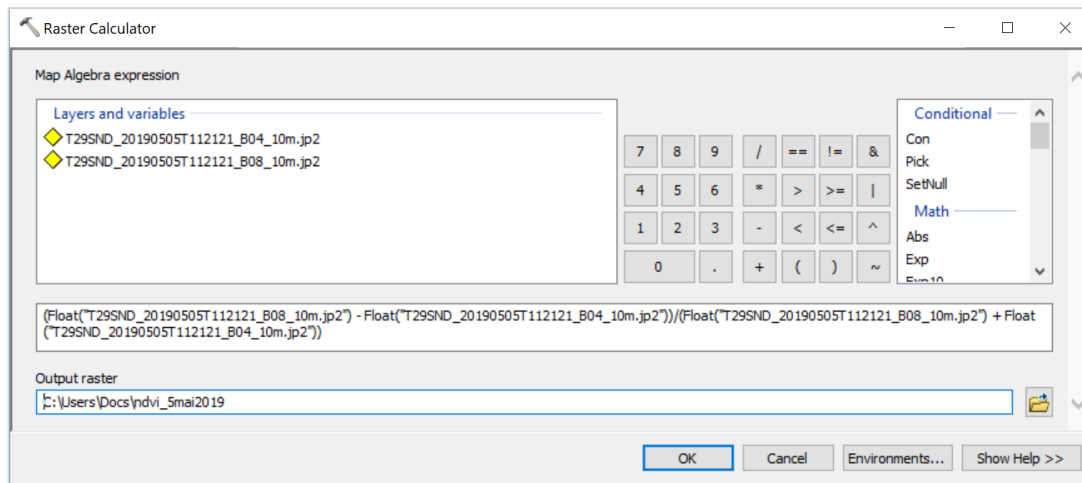 Raster Calculator
Map Algebra expression
Layers and variables
T29SND_20190505T112121_B04_10m.jp2
T29SND_20190505T112121_B08_10m.jp2
7 8 9 / == != &
4 5 6 * > >= |
1 2 3 - < <= ^
0 . + ( ) ~
Conditional
Con
Pick
SetNull
Math
Abs
Exp
Exp10
(Float("T29SND_20190505T112121_B08_10m.jp2") - Float("T29SND_20190505T112121_B04_10m.jp2"))/(Float("T29SND_20190505T112121_B08_10m.jp2") + Float
("T29SND_20190505T112121_B04_10m.jp2"))
Output raster
C:\Users\Docs\ndvi_5mai2019
OK Cancel Environments... Show Help >>